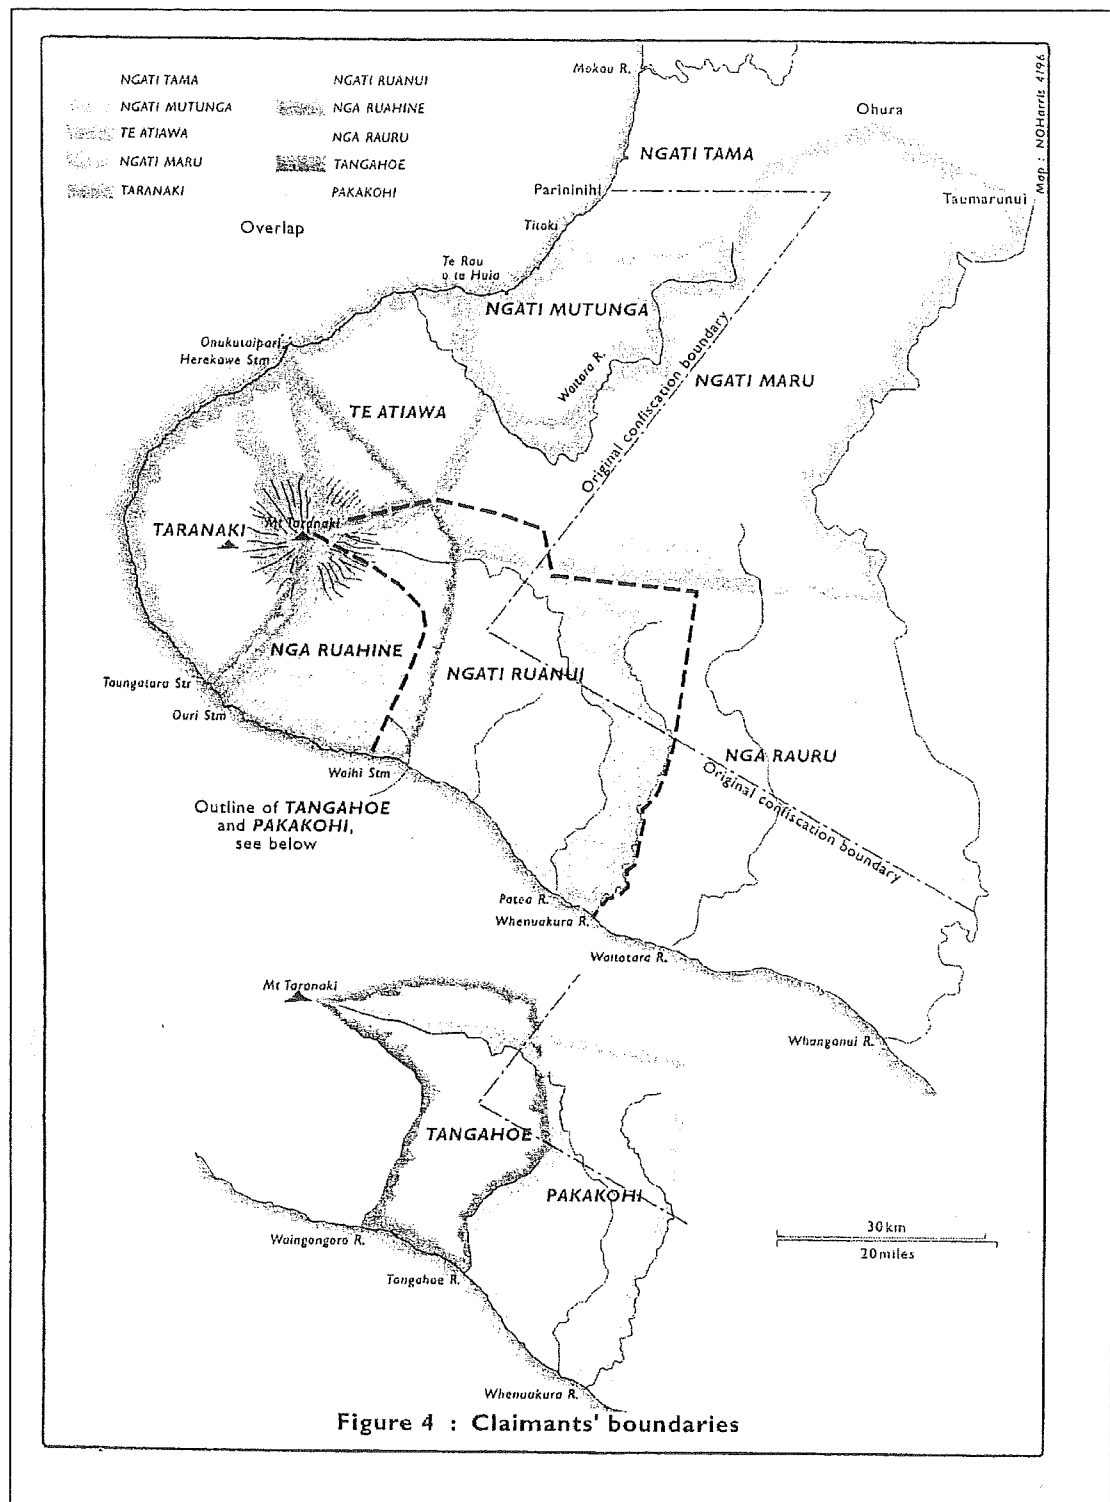 NGATI TAMA
NGATI MUTUNGA
TE ATIAWA
NGATI MARU
TARANAKI
NGATI RUANUI
NGA RUAHINE
NGA RAURU
TANGAHOE
PAKAKOHI
Overlap
Map : NOHarris 4/96
Mokau R.
Ohura
NGATI TAMA
Parininihi
Taumarunui
Titoki
Te Rau
o te Huia
NGATI MUTUNGA
Onukutaipari
Herekawe Stm
Waitara R.
NGATI MARU
TE ATIAWA
Original confiscation boundary
TARANAKI
Mt Taranaki
NGA RUAHINE
NGATI RUANUI
Taungatara Str
Ouri Stm
NGA RAURU
Original confiscation boundary
Waihi Stm
Outline of TANGAHOE
and PAKAKOHI,
see below
Patea R.
Whenuakura R.
Waitotara R.
Mt Taranaki
Whanganui R.
TANGAHOE
PAKAKOHI
Waingongoro R.
30km
20miles
Tangahoe R.
Whenuakura R.
Figure 4 : Claimants' boundaries